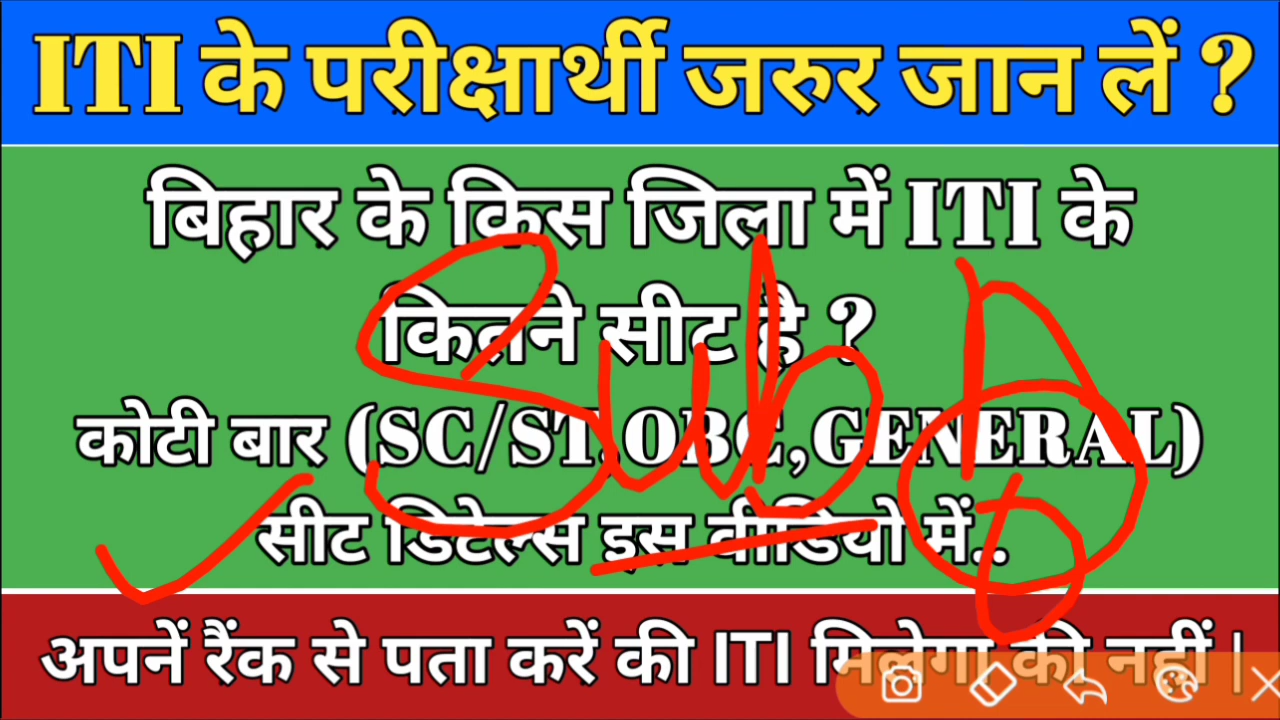 ITI के परीक्षार्थी जरुर जान लें ?
बिहार के किस जिला में ITI के
कितने सीट है ?
कोटी बार (SC/ST,OBC,GENERAL)
सीट डिटेल्स इस वीडियो में..
अपनें रैंक से पता करें की ITI मिलेगा की नहीं |
Sub